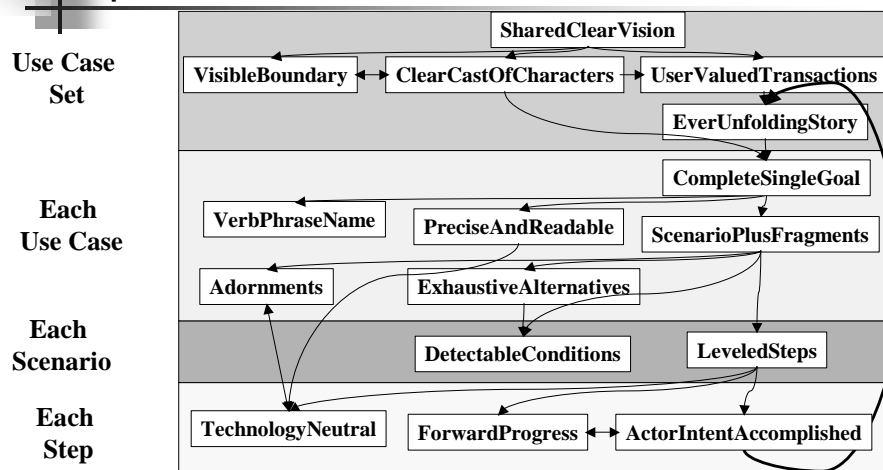 SharedClearVision
Use Case
Set
VisibleBoundary
ClearCastOfCharacters
UserValuedTransactions
EverUnfoldingStory
CompleteSingleGoal
Each
Use Case
VerbPhraseName
PreciseAndReadable
ScenarioPlusFragments
Adornments
ExhaustiveAlternatives
Each
Scenario
DetectableConditions
LeveledSteps
Each
Step
TechnologyNeutral
ForwardProgress
ActorIntentAccomplished